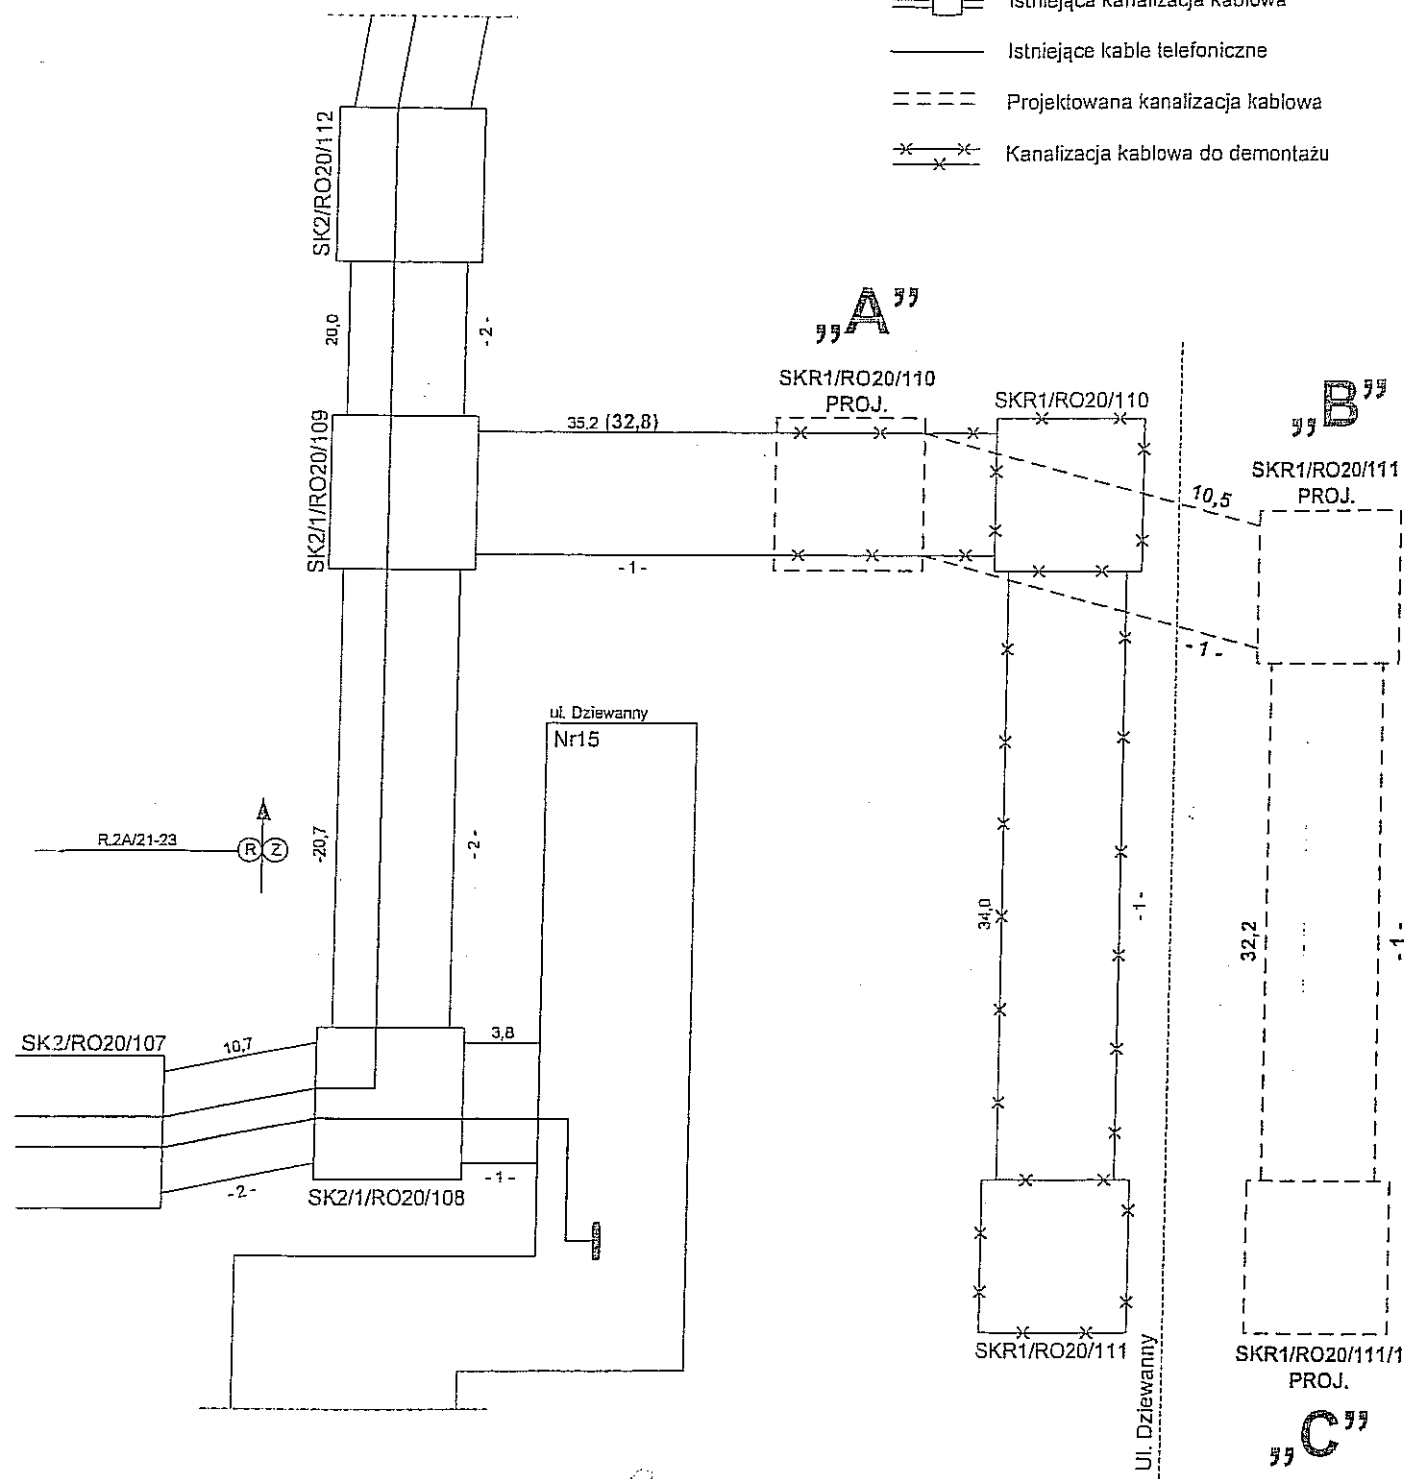 Istniejąca kanalizacja kablowa
Istniejące kable telefoniczne
Projektowana kanalizacja kablowa
Kanalizacja kablowa do demontażu
SK2/RO20/112
20,0
-2-
„A”
SKR1/RO20/110
PROJ.
SKR1/RO20/110
„B”
SKR1/RO20/111
PROJ.
SK2/1/RO20/109
35,2 (32,8)
-1-
10,5
-1-
ul. Dziewanny
Nr15
R.2A/21-23
R Z
-20,7
-2-
34,0
-1-
32,2
-1-
SK2/RO20/107
10,7
-2-
3,8
-1-
SK2/1/RO20/108
SKR1/RO20/111
Ul. Dziewanny
SKR1/RO20/111/1
PROJ.
„C”